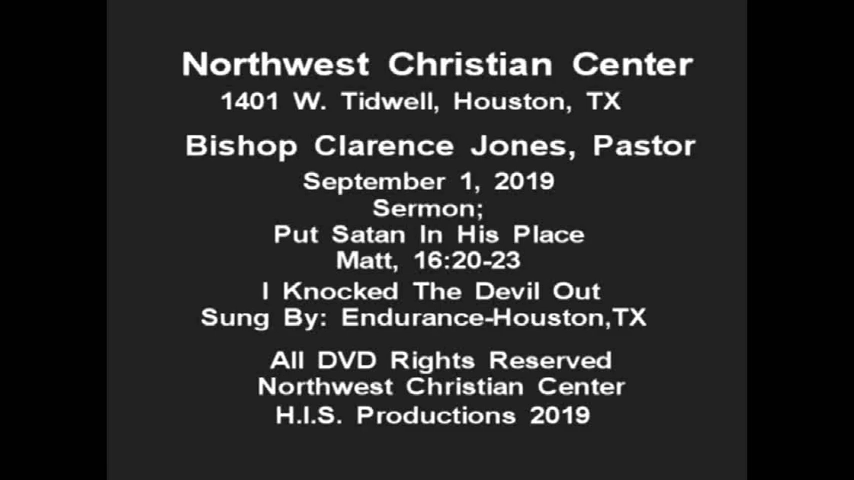 Northwest Christian Center
1401 W. Tidwell, Houston, TX
Bishop Clarence Jones, Pastor
September 1, 2019
Sermon;
Put Satan In His Place
Matt, 16:20-23
I Knocked The Devil Out
Sung By: Endurance-Houston,TX
All DVD Rights Reserved
Northwest Christian Center
H.I.S. Productions 2019